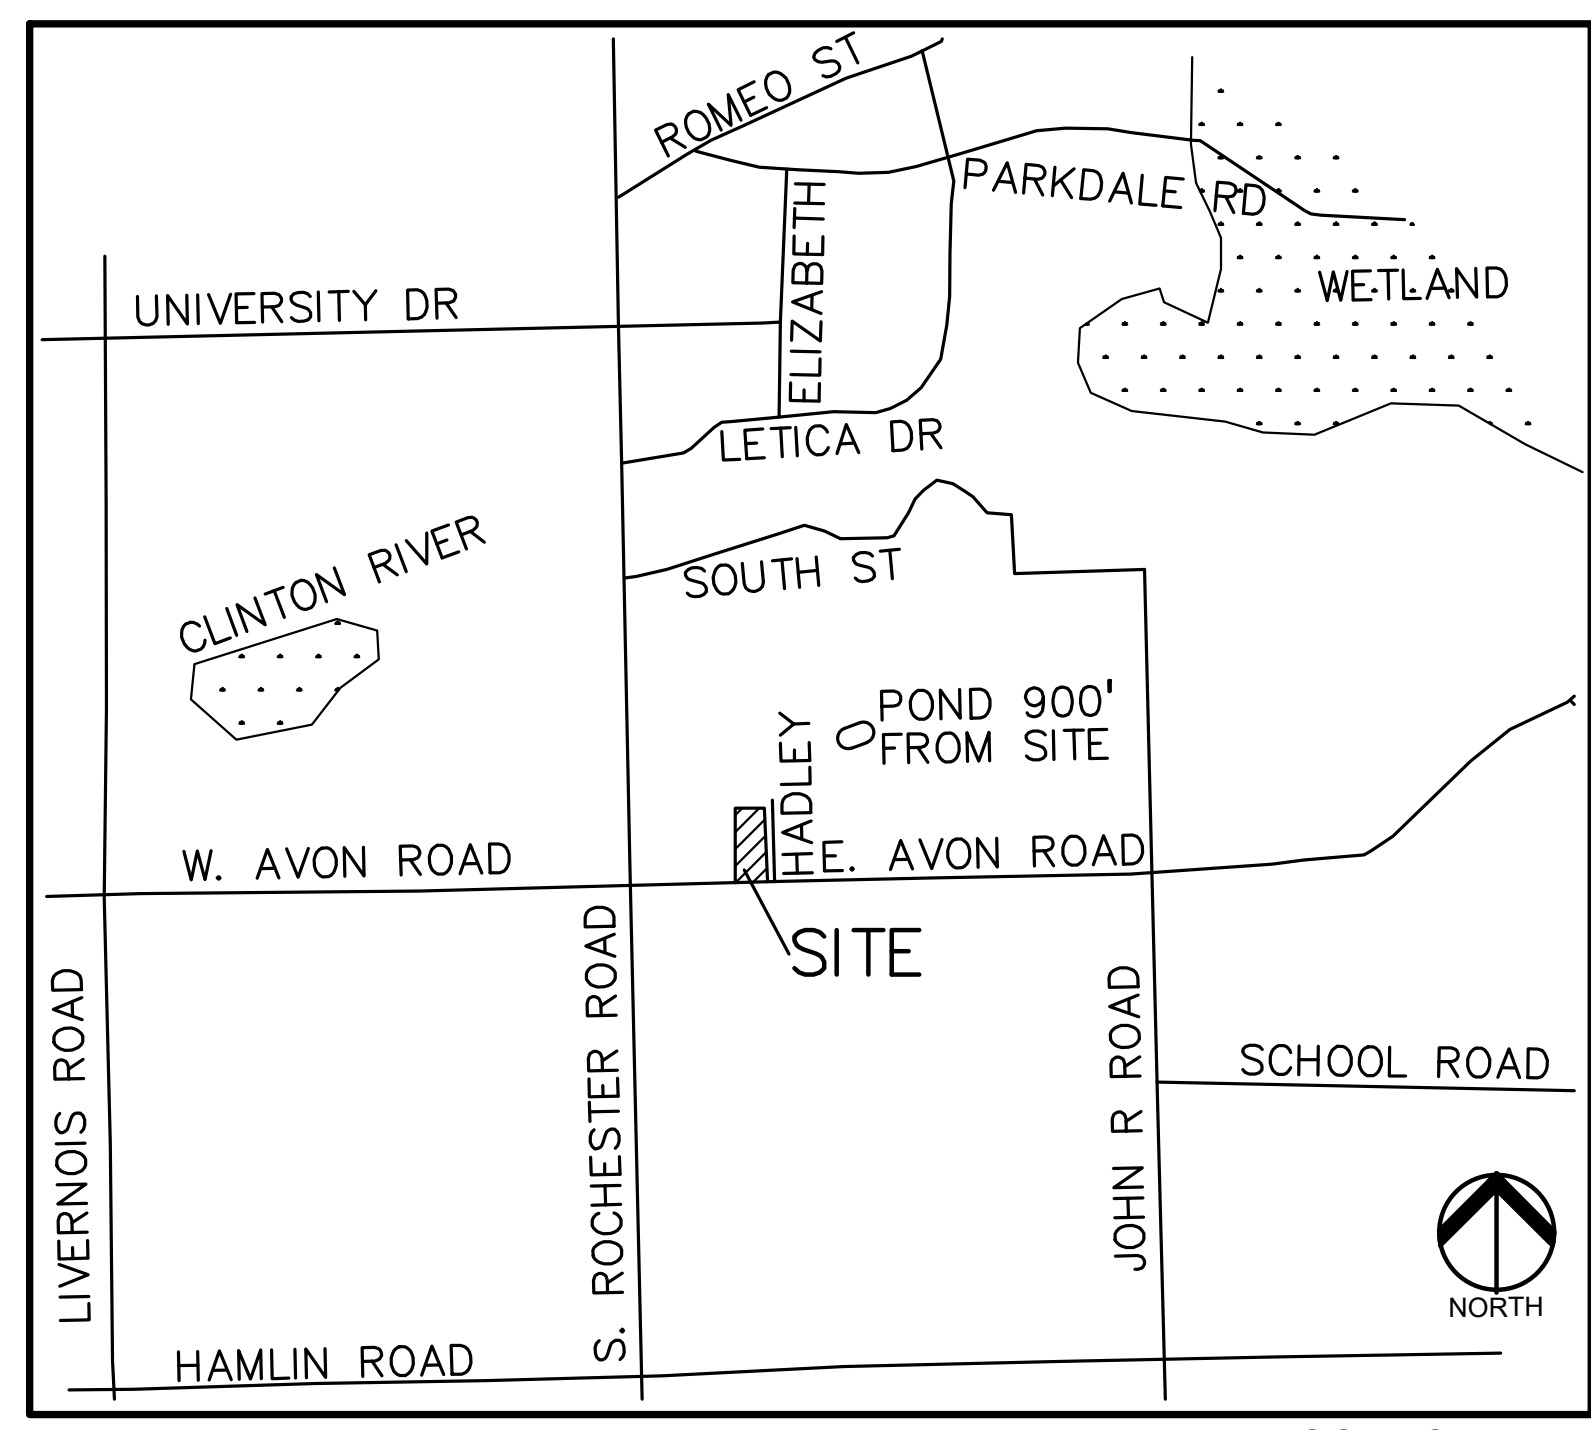 ROMEO ST
PARKDALE RD
ELIZABETH
UNIVERSITY DR
WETLAND
LETICA DR
CLINTON RIVER
SOUTH ST
POND 900'
FROM SITE
HADLEY
W. AVON ROAD
E. AVON ROAD
SITE
LIVERNOIS ROAD
S. ROCHESTER ROAD
JOHN R ROAD
SCHOOL ROAD
NORTH
HAMLIN ROAD